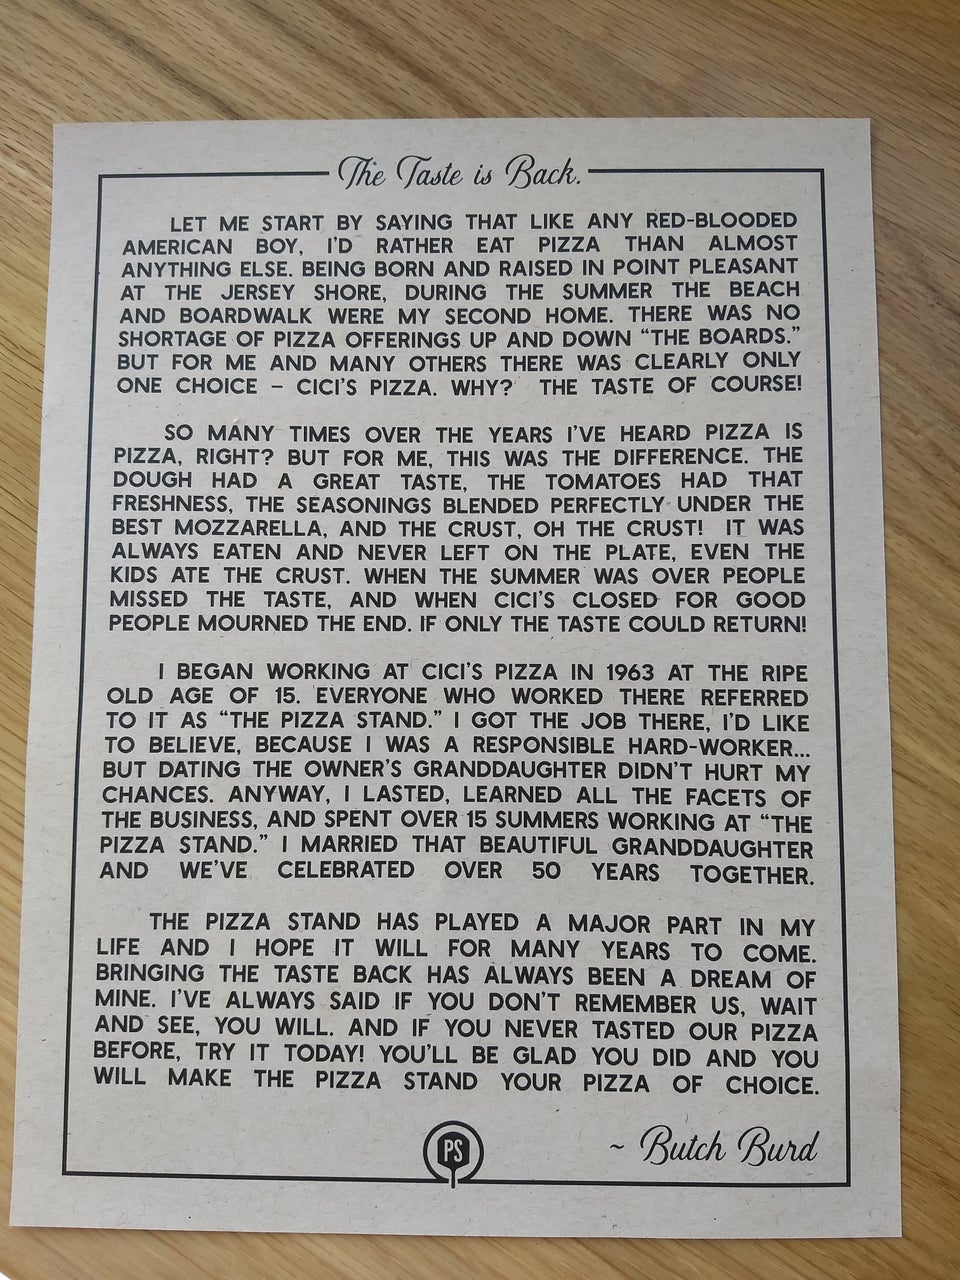 The Taste is Back.
LET ME START BY SAYING THAT LIKE ANY RED-BLOODED
AMERICAN BOY, I'D RATHER EAT PIZZA THAN ALMOST
ANYTHING ELSE. BEING BORN AND RAISED IN POINT PLEASANT
AT THE JERSEY SHORE, DURING THE SUMMER THE BEACH
AND BOARDWALK WERE MY SECOND HOME. THERE WAS NO
SHORTAGE OF PIZZA OFFERINGS UP AND DOWN “THE BOARDS.”
BUT FOR ME AND MANY OTHERS THERE WAS CLEARLY ONLY
ONE CHOICE – CICI'S PIZZA. WHY? THE TASTE OF COURSE!
SO MANY TIMES OVER THE YEARS I'VE HEARD PIZZA IS
PIZZA, RIGHT? BUT FOR ME, THIS WAS THE DIFFERENCE. THE
DOUGH HAD A GREAT TASTE, THE TOMATOES HAD THAT
FRESHNESS, THE SEASONINGS BLENDED PERFECTLY UNDER THE
BEST MOZZARELLA, AND THE CRUST, OH THE CRUST! IT WAS
ALWAYS EATEN AND NEVER LEFT ON THE PLATE, EVEN THE
KIDS ATE THE CRUST. WHEN THE SUMMER WAS OVER PEOPLE
MISSED THE TASTE, AND WHEN CICI'S CLOSED FOR GOOD
PEOPLE MOURNED THE END. IF ONLY THE TASTE COULD RETURN!
I BEGAN WORKING AT CICI'S PIZZA IN 1963 AT THE RIPE
OLD AGE OF 15. EVERYONE WHO WORKED THERE REFERRED
TO IT AS “THE PIZZA STAND.” I GOT THE JOB THERE, I'D LIKE
TO BELIEVE, BECAUSE I WAS A RESPONSIBLE HARD-WORKER...
BUT DATING THE OWNER'S GRANDDAUGHTER DIDN'T HURT MY
CHANCES. ANYWAY, I LASTED, LEARNED ALL THE FACETS OF
THE BUSINESS, AND SPENT OVER 15 SUMMERS WORKING AT “THE
PIZZA STAND.” I MARRIED THAT BEAUTIFUL GRANDDAUGHTER
AND WE'VE CELEBRATED OVER 50 YEARS TOGETHER.
THE PIZZA STAND HAS PLAYED A MAJOR PART IN MY
LIFE AND I HOPE IT WILL FOR MANY YEARS TO COME.
BRINGING THE TASTE BACK HAS ALWAYS BEEN A DREAM OF
MINE. I'VE ALWAYS SAID IF YOU DON'T REMEMBER US, WAIT
AND SEE, YOU WILL. AND IF YOU NEVER TASTED OUR PIZZA
BEFORE, TRY IT TODAY! YOU'LL BE GLAD YOU DID AND YOU
WILL MAKE THE PIZZA STAND YOUR PIZZA OF CHOICE.
~ Butch Burd
PS